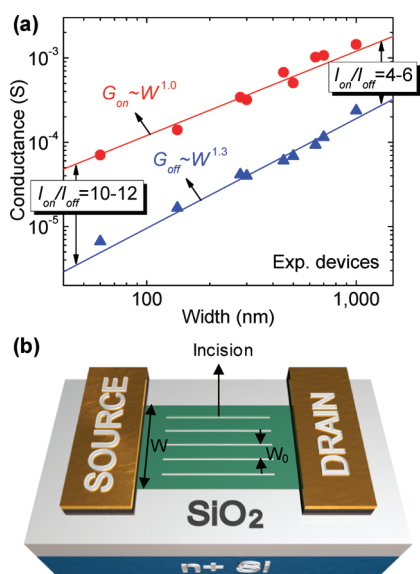 (a)
10⁻³
10⁻⁴
10⁻⁵
Conductance (S)
G_on~W^1.0
I_on/I_off=4-6
G_off~W^1.3
I_on/I_off=10-12
Exp. devices
100
1,000
Width (nm)
(b)
Incision
SOURCE
W
W₀
DRAIN
SiO₂
n+ Si